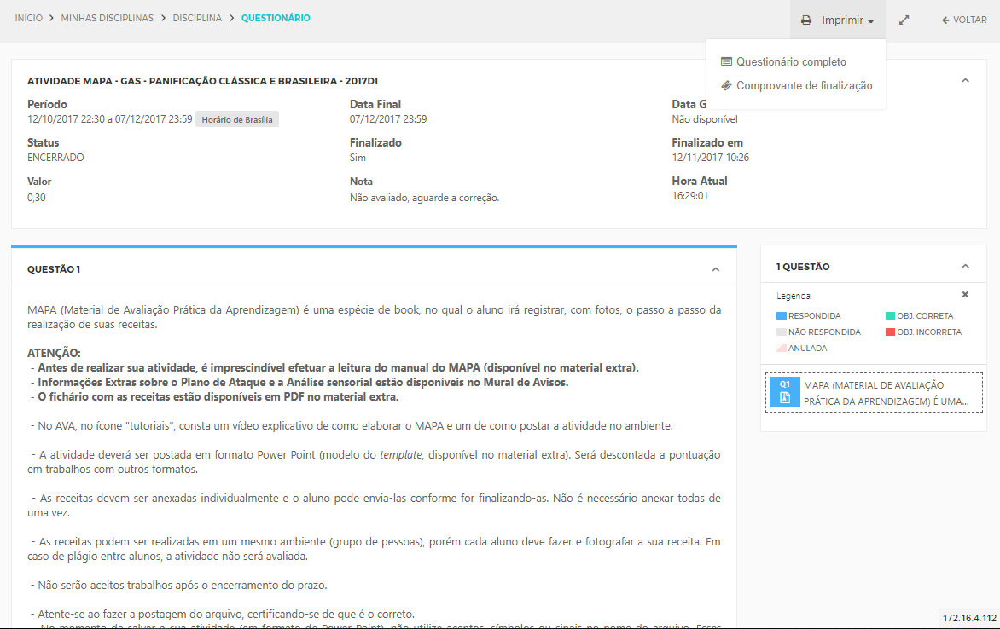 INÍCIO > MINHAS DISCIPLINAS > DISCIPLINA > QUESTIONÁRIO
Imprimir
VOLTAR
Questionário completo
Comprovante de finalização
ATIVIDADE MAPA - GAS - PANIFICAÇÃO CLÁSSICA E BRASILEIRA - 2017D1
Período
12/10/2017 22:30 a 07/12/2017 23:59 Horário de Brasília
Data Final
07/12/2017 23:59
Data G
Não disponível
Status
ENCERRADO
Finalizado
Sim
Finalizado em
12/11/2017 10:26
Valor
0,30
Nota
Não avaliado, aguarde a correção.
Hora Atual
16:29:01
QUESTÃO 1
MAPA (Material de Avaliação Prática da Aprendizagem) é uma espécie de book, no qual o aluno irá registrar, com fotos, o passo a passo da
realização de suas receitas.
ATENÇÃO:
- Antes de realizar sua atividade, é imprescindível efetuar a leitura do manual do MAPA (disponível no material extra).
- Informações Extras sobre o Plano de Ataque e a Análise sensorial estão disponíveis no Mural de Avisos.
- O fichário com as receitas estão disponíveis em PDF no material extra.
- No AVA, no ícone "tutoriais", consta um vídeo explicativo de como elaborar o MAPA e um de como postar a atividade no ambiente.
- A atividade deverá ser postada em formato Power Point (modelo do template, disponível no material extra). Será descontada a pontuação
em trabalhos com outros formatos.
- As receitas devem ser anexadas individualmente e o aluno pode envia-las conforme for finalizando-as. Não é necessário anexar todas de
uma vez.
- As receitas podem ser realizadas em um mesmo ambiente (grupo de pessoas), porém cada aluno deve fazer e fotografar a sua receita. Em
caso de plágio entre alunos, a atividade não será avaliada.
- Não serão aceitos trabalhos após o encerramento do prazo.
- Atente-se ao fazer a postagem do arquivo, certificando-se de que é o correto.
- No momento de salvar a sua atividade (em formato de Power Point), não utilize acentos, símbolos ou sinais no nome do arquivo. Esses
1 QUESTÃO
Legenda
RESPONDIDA
OBJ. CORRETA
NÃO RESPONDIDA
OBJ. INCORRETA
ANULADA
Q1
MAPA (MATERIAL DE AVALIAÇÃO
PRÁTICA DA APRENDIZAGEM) É UMA...
172.16.4.112